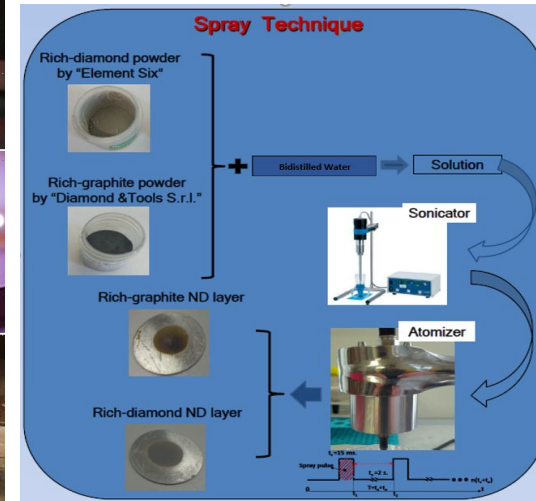 Spray Technique
Rich-diamond powder
by "Element Six"
+
Bidistilled Water
Solution
Rich-graphite powder
by "Diamond &Tools S.r.l."
Sonicator
Rich-graphite ND layer
Atomizer
Rich-diamond ND layer
Spray pulse